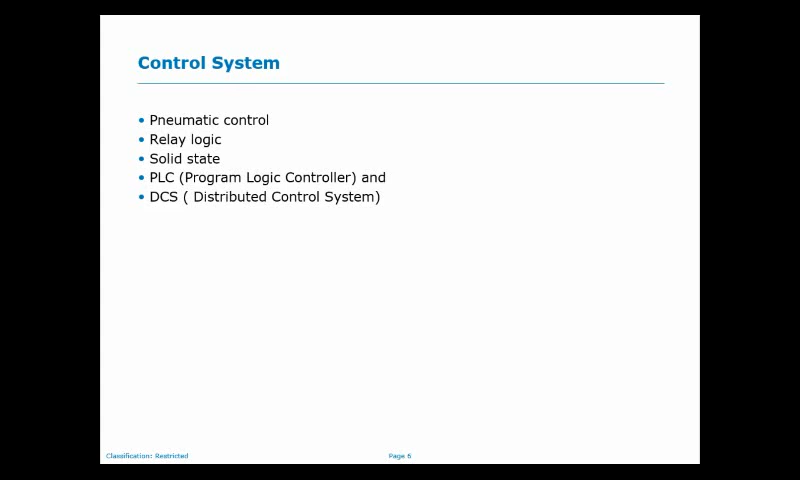 Control System
• Pneumatic control
• Relay logic
• Solid state
• PLC (Program Logic Controller) and
• DCS ( Distributed Control System)
Classification: Restricted
Page 6